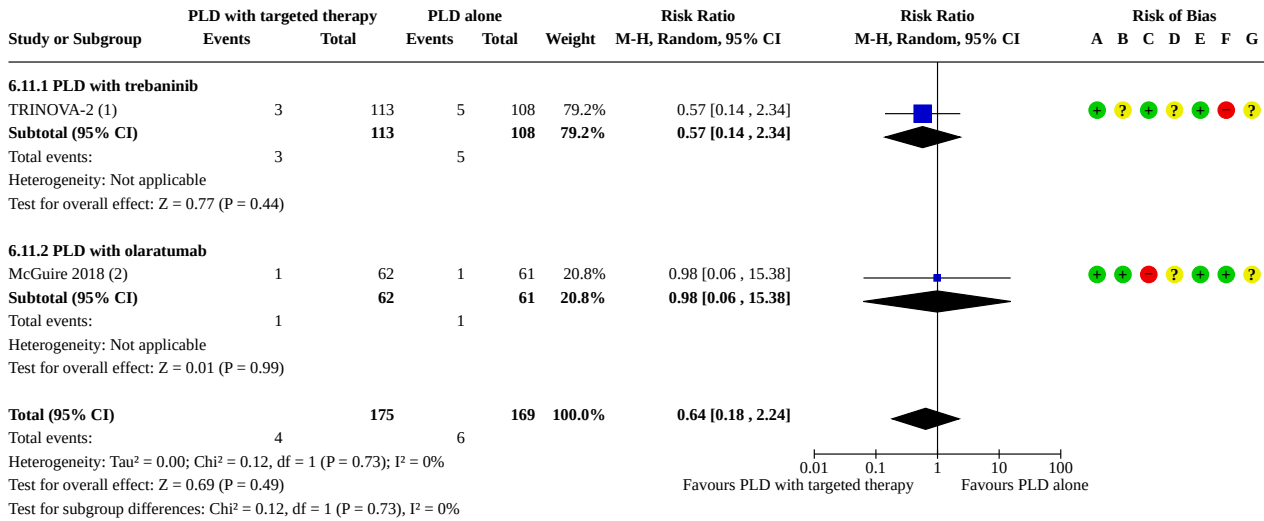 PLD with targeted therapy PLD alone Risk Ratio Risk Ratio Risk of Bias
Study or Subgroup Events Total Events Total Weight M-H, Random, 95% CI M-H, Random, 95% CI A B C D E F G
6.11.1 PLD with trebaninib
TRINOVA-2 (1) 3 113 5 108 79.2% 0.57 [0.14 , 2.34] + ? + ? + − ?
Subtotal (95% CI) 113 108 79.2% 0.57 [0.14 , 2.34]
Total events: 3 5
Heterogeneity: Not applicable
Test for overall effect: Z = 0.77 (P = 0.44)
6.11.2 PLD with olaratumab
McGuire 2018 (2) 1 62 1 61 20.8% 0.98 [0.06 , 15.38] + + − ? + + ?
Subtotal (95% CI) 62 61 20.8% 0.98 [0.06 , 15.38]
Total events: 1 1
Heterogeneity: Not applicable
Test for overall effect: Z = 0.01 (P = 0.99)
Total (95% CI) 175 169 100.0% 0.64 [0.18 , 2.24]
Total events: 4 6
Heterogeneity: Tau² = 0.00; Chi² = 0.12, df = 1 (P = 0.73); I² = 0%
0.01 0.1 1 10 100
Test for overall effect: Z = 0.69 (P = 0.49) Favours PLD with targeted therapy Favours PLD alone
Test for subgroup differences: Chi² = 0.12, df = 1 (P = 0.73), I² = 0%